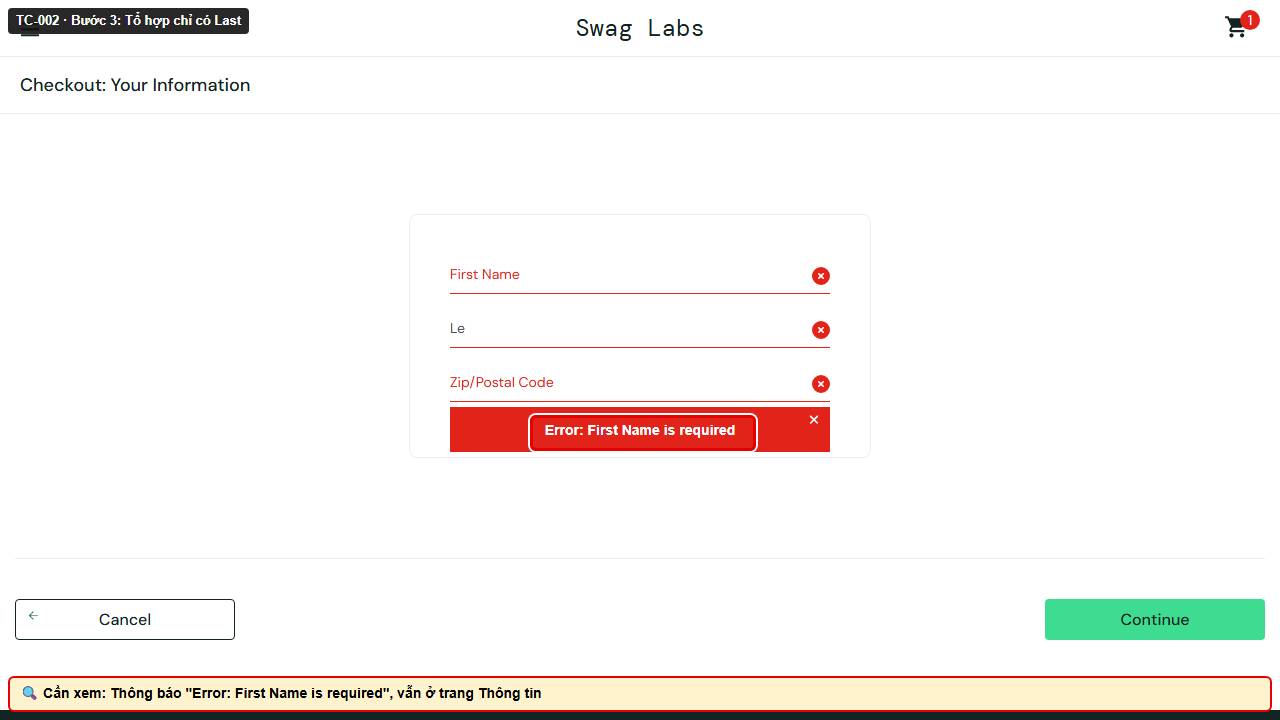 TC-002 · Bước 3: Tổ hợp chỉ có Last
Swag Labs
1
Checkout: Your Information
First Name
Le
Zip/Postal Code
Error: First Name is required
Cancel
Continue
Cần xem: Thông báo "Error: First Name is required", vẫn ở trang Thông tin